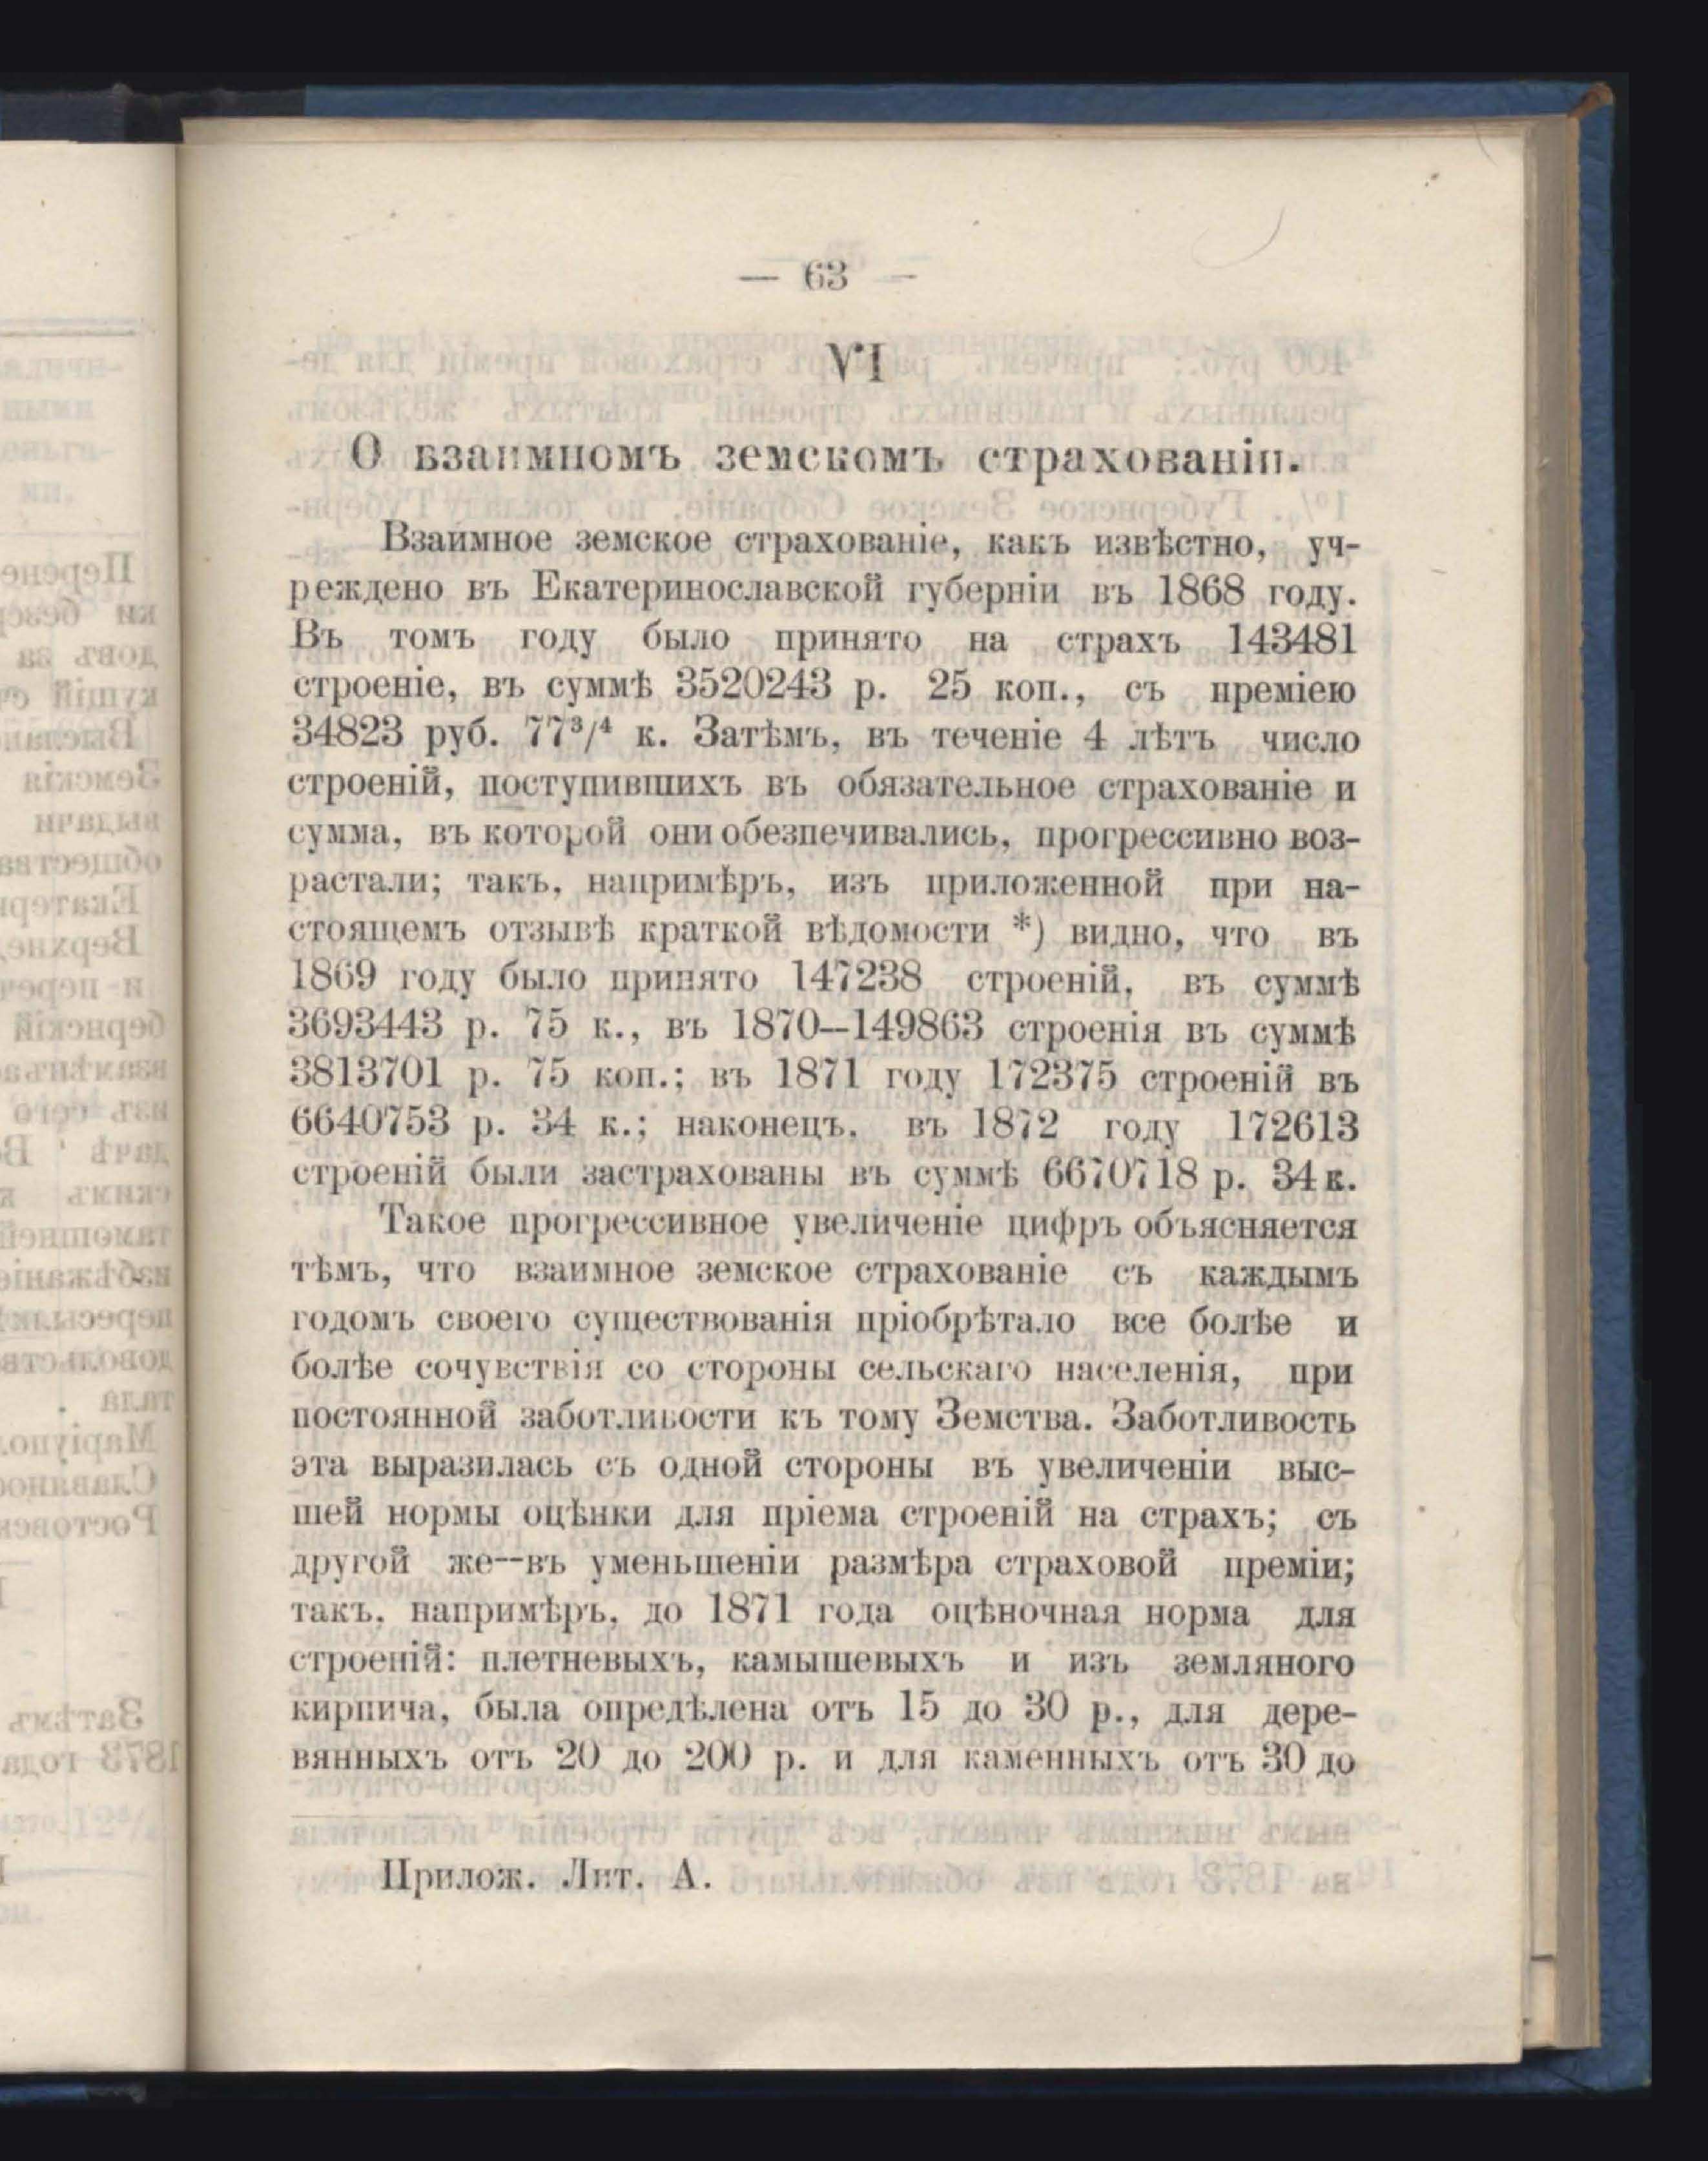 — 63 —
VI
О взаимномъ земскомъ страхованіи.
Взаимное земское страхованіе, какъ извѣстно, уч-
реждено въ Екатеринославской губерніи въ 1868 году.
Въ томъ году было принято на страхъ 143481
строеніе, въ суммѣ 3520243 р. 25 коп., съ преміею
34823 руб. 77³/⁴ к. Затѣмъ, въ теченіе 4 лѣтъ число
строеній, поступившихъ въ обязательное страхованіе и
сумма, въ которой они обезпечивались, прогрессивно воз-
растали; такъ, напримѣръ, изъ приложенной при на-
стоящемъ отзывѣ краткой вѣдомости *) видно, что въ
1869 году было принято 147238 строеній, въ суммѣ
3693443 р. 75 к., въ 1870—149863 строенія въ суммѣ
3813701 р. 75 коп.; въ 1871 году 172375 строеній въ
6640753 р. 34 к.; наконецъ, въ 1872 году 172613
строеній были застрахованы въ суммѣ 6670718 р. 34 к.
Такое прогрессивное увеличеніе цифръ объясняется
тѣмъ, что взаимное земское страхованіе съ каждымъ
годомъ своего существованія пріобрѣтало все болѣе и
болѣе сочувствія со стороны сельскаго населенія, при
постоянной заботливости къ тому Земства. Заботливость
эта выразилась съ одной стороны въ увеличеніи выс-
шей нормы оцѣнки для пріема строеній на страхъ; съ
другой же--въ уменьшеніи размѣра страховой преміи;
такъ, напримѣръ, до 1871 года оцѣночная норма для
строеній: плетневыхъ, камышевыхъ и изъ землянаго
кирпича, была опредѣлена отъ 15 до 30 р., для дере-
вянныхъ отъ 20 до 200 р. и для каменныхъ отъ 30 до
Прилож. Лит. А.